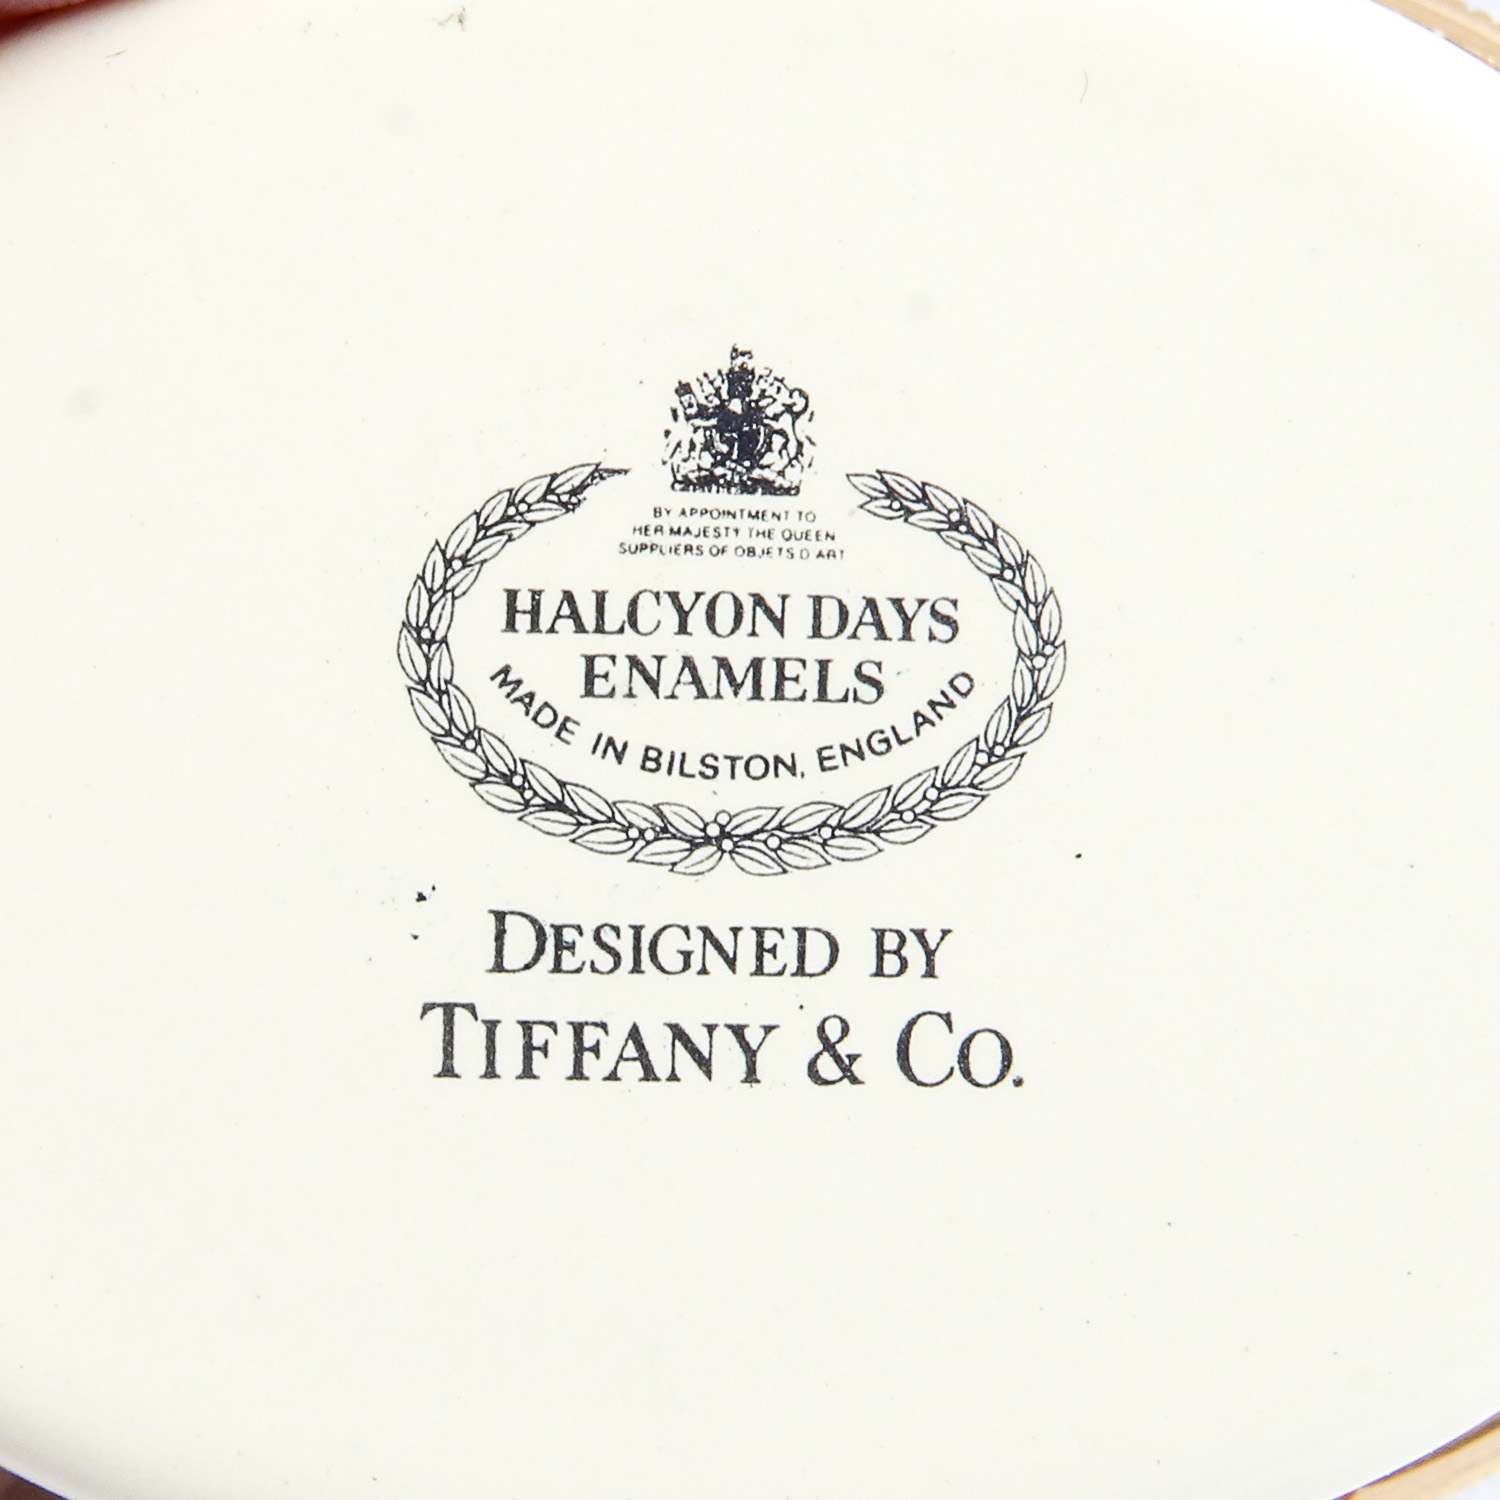 BY APPOINTMENT TO
HER MAJESTY THE QUEEN
SUPPLIERS OF OBJETS D ART
HALCYON DAYS
ENAMELS
MADE IN BILSTON, ENGLAND
DESIGNED BY
TIFFANY & CO.